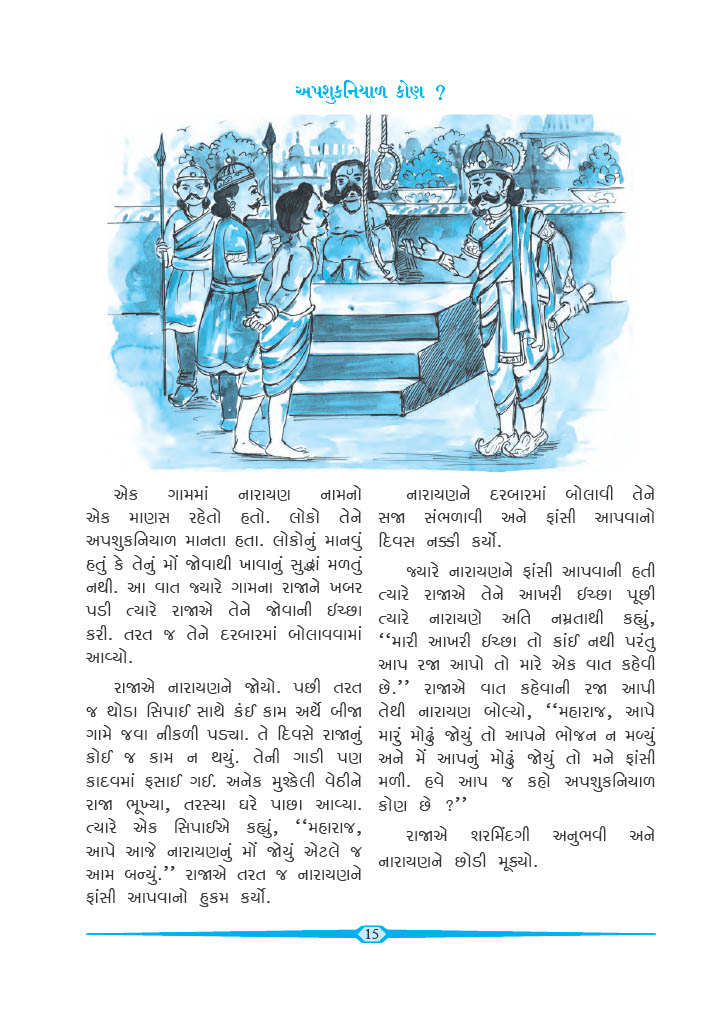 અપશુકનિયાળ કોણ ?
એક ગામમાં નારાયણ નામનો
એક માણસ રહેતો હતો. લોકો તેને
અપશુકનિયાળ માનતા હતા. લોકોનું માનવું
હતું કે તેનું મોં જોવાથી ખાવાનું સુદ્ધાં મળતું
નથી. આ વાત જ્યારે ગામના રાજાને ખબર
પડી ત્યારે રાજાએ તેને જોવાની ઈચ્છા
કરી. તરત જ તેને દરબારમાં બોલાવવામાં
આવ્યો.
રાજાએ નારાયણને જોયો. પછી તરત
જ થોડા સિપાઈ સાથે કંઈ કામ અર્થે બીજા
ગામે જવા નીકળી પડ્યા. તે દિવસે રાજાનું
કોઈ જ કામ ન થયું. તેની ગાડી પણ
કાદવમાં ફસાઈ ગઈ. અનેક મુશ્કેલી વેઠીને
રાજા ભૂખ્યા, તરસ્યા ઘરે પાછા આવ્યા.
ત્યારે એક સિપાઈએ કહ્યું, ‘‘મહારાજ,
આપે આજે નારાયણનું મોં જોયું એટલે જ
આમ બન્યું.’’ રાજાએ તરત જ નારાયણને
ફાંસી આપવાનો હુકમ કર્યો.
નારાયણને દરબારમાં બોલાવી તેને
સજા સંભળાવી અને ફાંસી આપવાનો
દિવસ નક્કી કર્યો.
જ્યારે નારાયણને ફાંસી આપવાની હતી
ત્યારે રાજાએ તેને આખરી ઈચ્છા પૂછી
ત્યારે નારાયણે અતિ નમ્રતાથી કહ્યું,
‘‘મારી આખરી ઈચ્છા તો કાંઈ નથી પરંતુ
આપ રજા આપો તો મારે એક વાત કહેવી
છે.’’ રાજાએ વાત કહેવાની રજા આપી
તેથી નારાયણ બોલ્યો, ‘‘મહારાજ, આપે
મારું મોઢું જોયું તો આપને ભોજન ન મળ્યું
અને મેં આપનું મોઢું જોયું તો મને ફાંસી
મળી. હવે આપ જ કહો અપશુકનિયાળ
કોણ છે ?’’
રાજાએ શરમિંદગી અનુભવી અને
નારાયણને છોડી મૂક્યો.
15